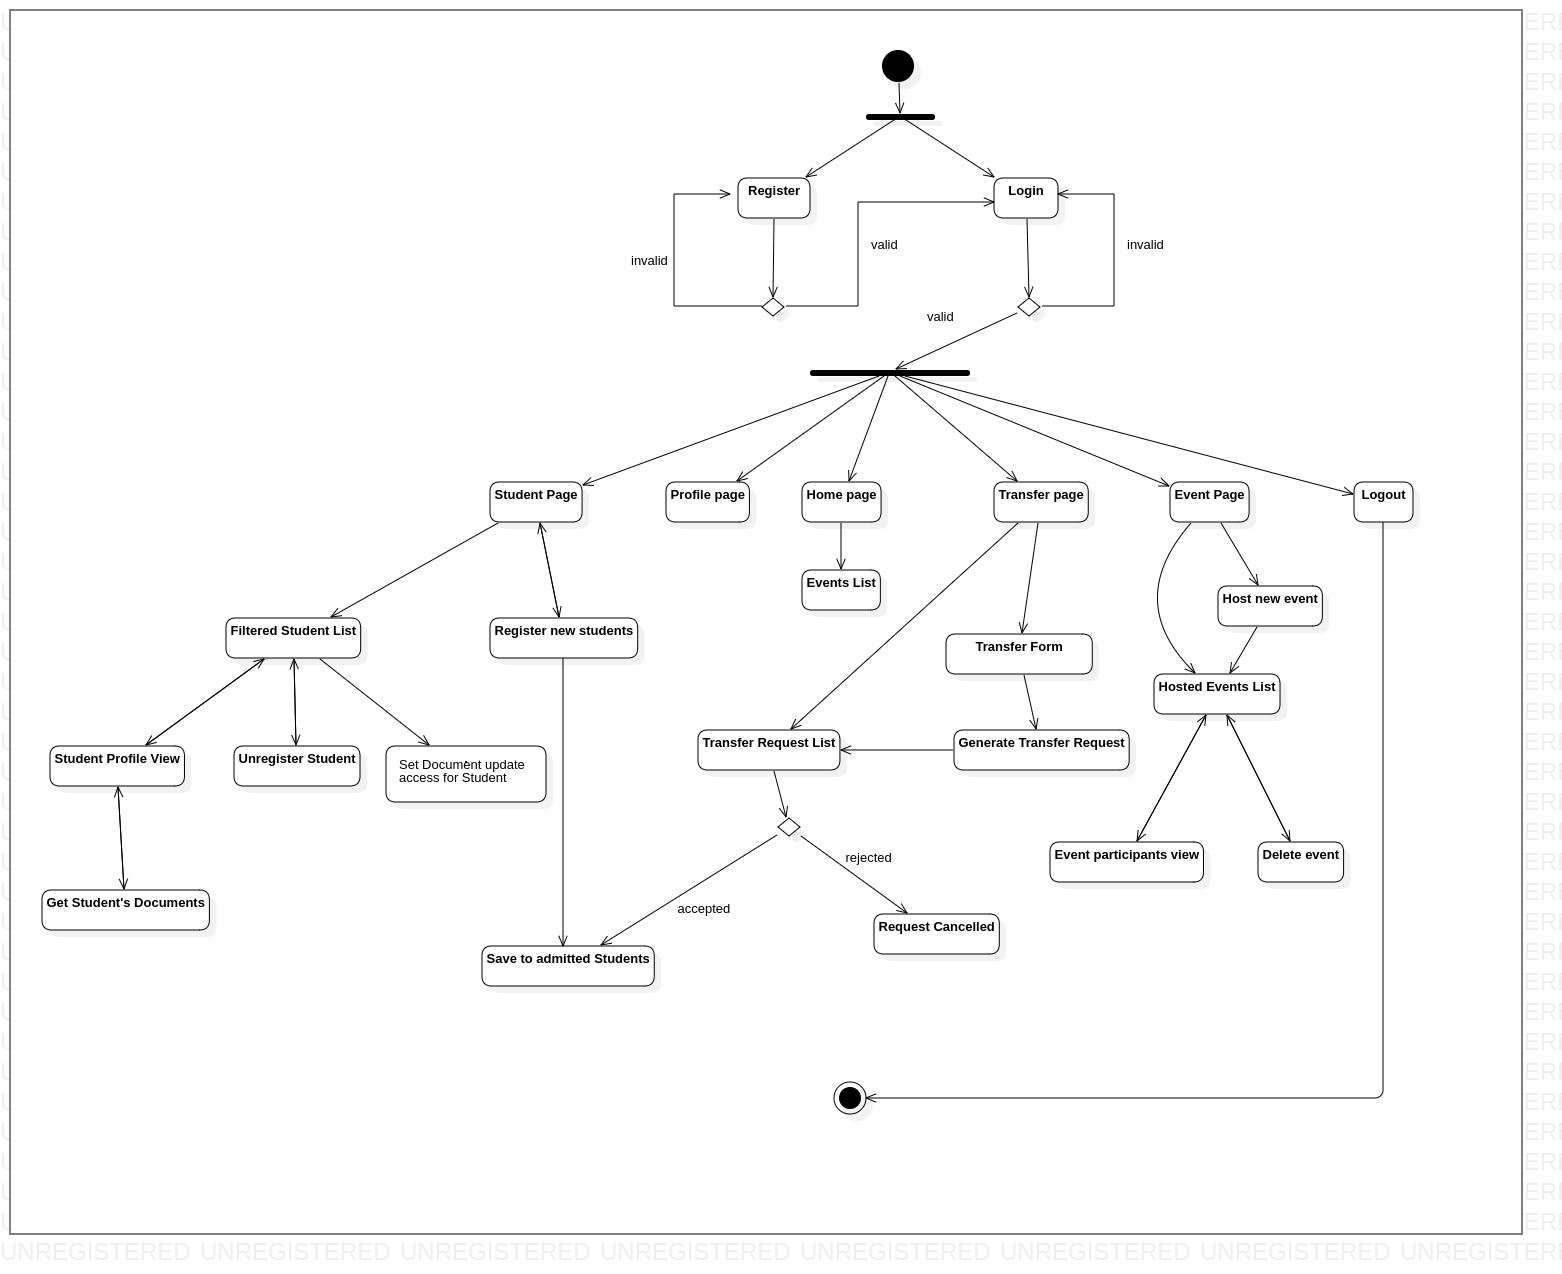 Register
Login
invalid
valid
invalid
valid
Student Page
Profile page
Home page
Transfer page
Event Page
Logout
Events List
Host new event
Filtered Student List
Register new students
Transfer Form
Hosted Events List
Student Profile View
Unregister Student
Set Document update
access for Student
Transfer Request List
Generate Transfer Request
rejected
Event participants view
Delete event
Get Student's Documents
accepted
Request Cancelled
Save to admitted Students
UNREGISTERED UNREGISTERED UNREGISTERED UNREGISTERED UNREGISTERED UNREGISTERED UNREGISTERED UNREGISTERI